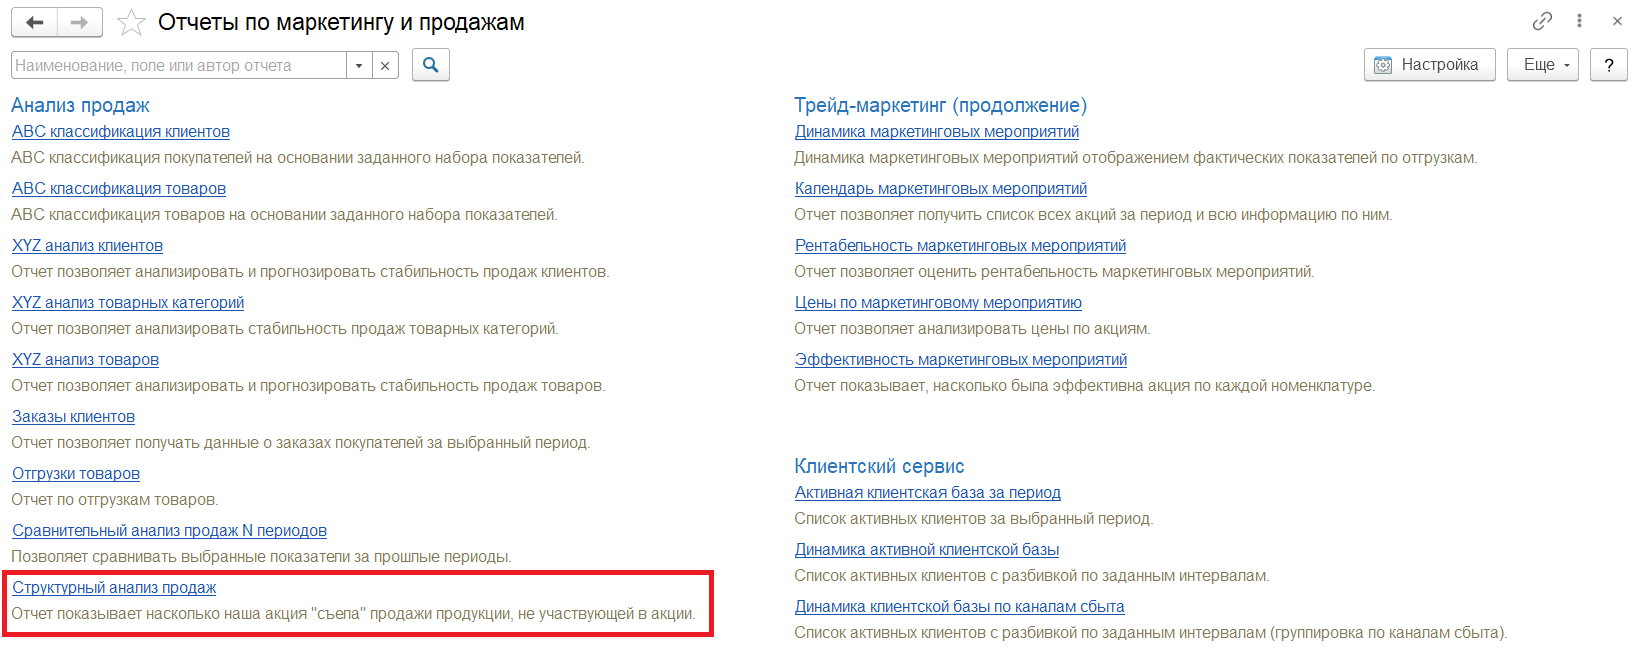 Отчеты по маркетингу и продажам
Наименование, поле или автор отчета
Настройка
Еще
?
Анализ продаж
ABC классификация клиентов
ABC классификация покупателей на основании заданного набора показателей.
ABC классификация товаров
ABC классификация товаров на основании заданного набора показателей.
XYZ анализ клиентов
Отчет позволяет анализировать и прогнозировать стабильность продаж клиентов.
XYZ анализ товарных категорий
Отчет позволяет анализировать стабильность продаж товарных категорий.
XYZ анализ товаров
Отчет позволяет анализировать и прогнозировать стабильность продаж товаров.
Заказы клиентов
Отчет позволяет получать данные о заказах покупателей за выбранный период.
Отгрузки товаров
Отчет по отгрузкам товаров.
Сравнительный анализ продаж N периодов
Позволяет сравнивать выбранные показатели за прошлые периоды.
Структурный анализ продаж
Отчет показывает насколько наша акция "съела" продажи продукции, не участвующей в акции.
Трейд-маркетинг (продолжение)
Динамика маркетинговых мероприятий
Динамика маркетинговых мероприятий отображением фактических показателей по отгрузкам.
Календарь маркетинговых мероприятий
Отчет позволяет получить список всех акций за период и всю информацию по ним.
Рентабельность маркетинговых мероприятий
Отчет позволяет оценить рентабельность маркетинговых мероприятий.
Цены по маркетинговому мероприятию
Отчет позволяет анализировать цены по акциям.
Эффективность маркетинговых мероприятий
Отчет показывает, насколько была эффективна акция по каждой номенклатуре.
Клиентский сервис
Активная клиентская база за период
Список активных клиентов за выбранный период.
Динамика активной клиентской базы
Список активных клиентов с разбивкой по заданным интервалам.
Динамика клиентской базы по каналам сбыта
Список активных клиентов с разбивкой по заданным интервалам (группировка по каналам сбыта).